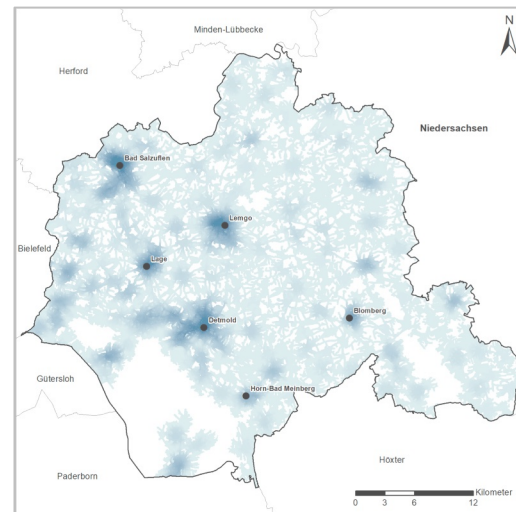 Minden-Lübbecke
N
Herford
Niedersachsen
Bad Salzuflen
Lemgo
Bielefeld
Lage
Blomberg
Detmold
Gütersloh
Horn-Bad Meinberg
Höxter
Paderborn
Kilometer
0 3 6 12